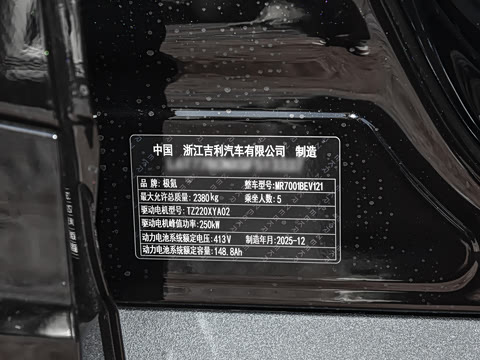 中国 浙江吉利汽车有限公司 制造
品牌:极氪 整车型号:MR7001BEV121
最大允许总质量:2380kg 乘坐人数:5
驱动电机型号:TZ220XYA02
驱动电机峰值功率:250kW
动力电池系统额定电压:413V 制造年月:2025-12
动力电池系统额定容量:148.8Ah